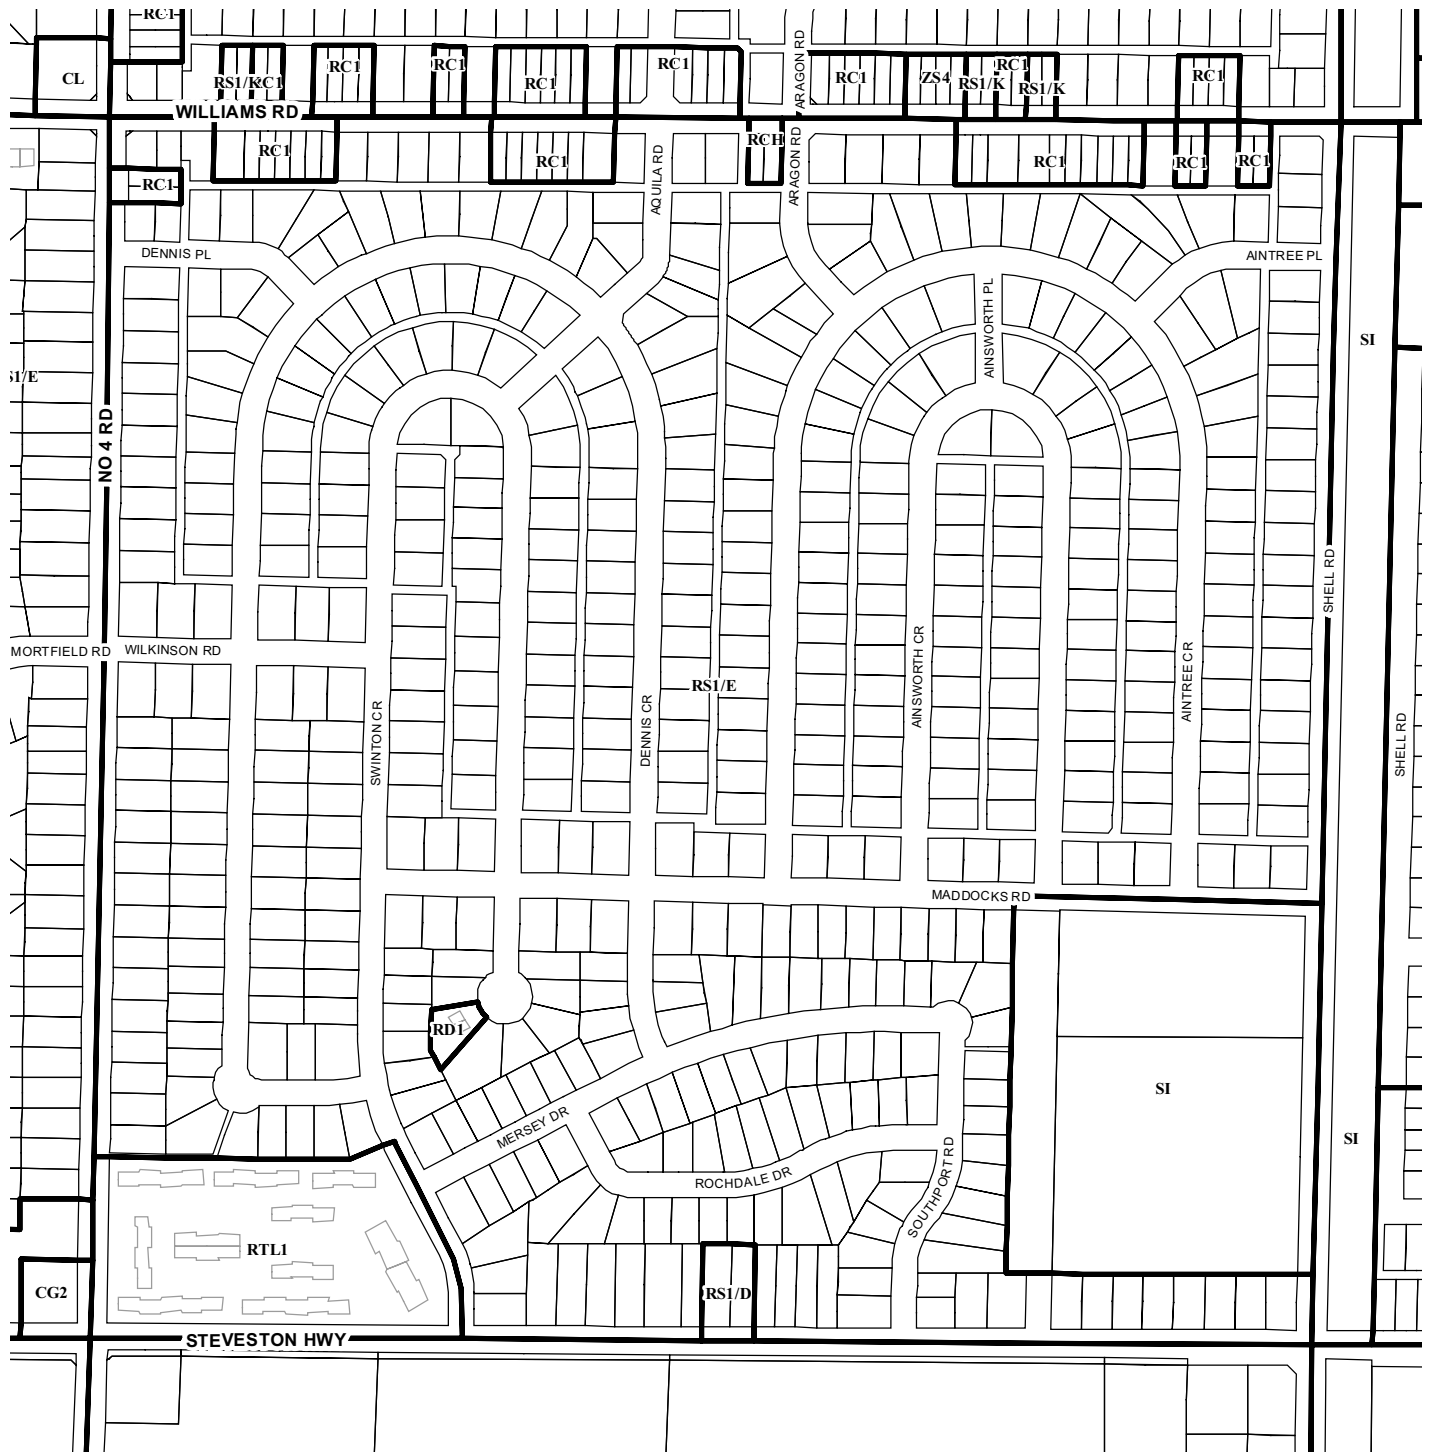 RC1
ARAGON RD
CL
RS1/K
RC1
RC1
RC1
RC1
RC1
RC1
ZS4
RS1/K
RC1
RS1/K
RC1
WILLIAMS RD
RC1
RC1
RC1
AQUILA RD
RCH
ARAGON RD
RC1
RC1
RC1
DENNIS PL
AINTREE PL
AINSWORTH PL
SI
S1/E
NO 4 RD
SHELL RD
MORTFIELD RD
WILKINSON RD
SWINTON CR
DENNIS CR
RS1/E
AINSWORTH CR
AINTREE CR
SHELL RD
MADDOCKS RD
RD1
SI
SI
MERSEY DR
ROCHDALE DR
SOUTHPORT RD
RTL1
CG2
RS1/D
STEVESTON HWY